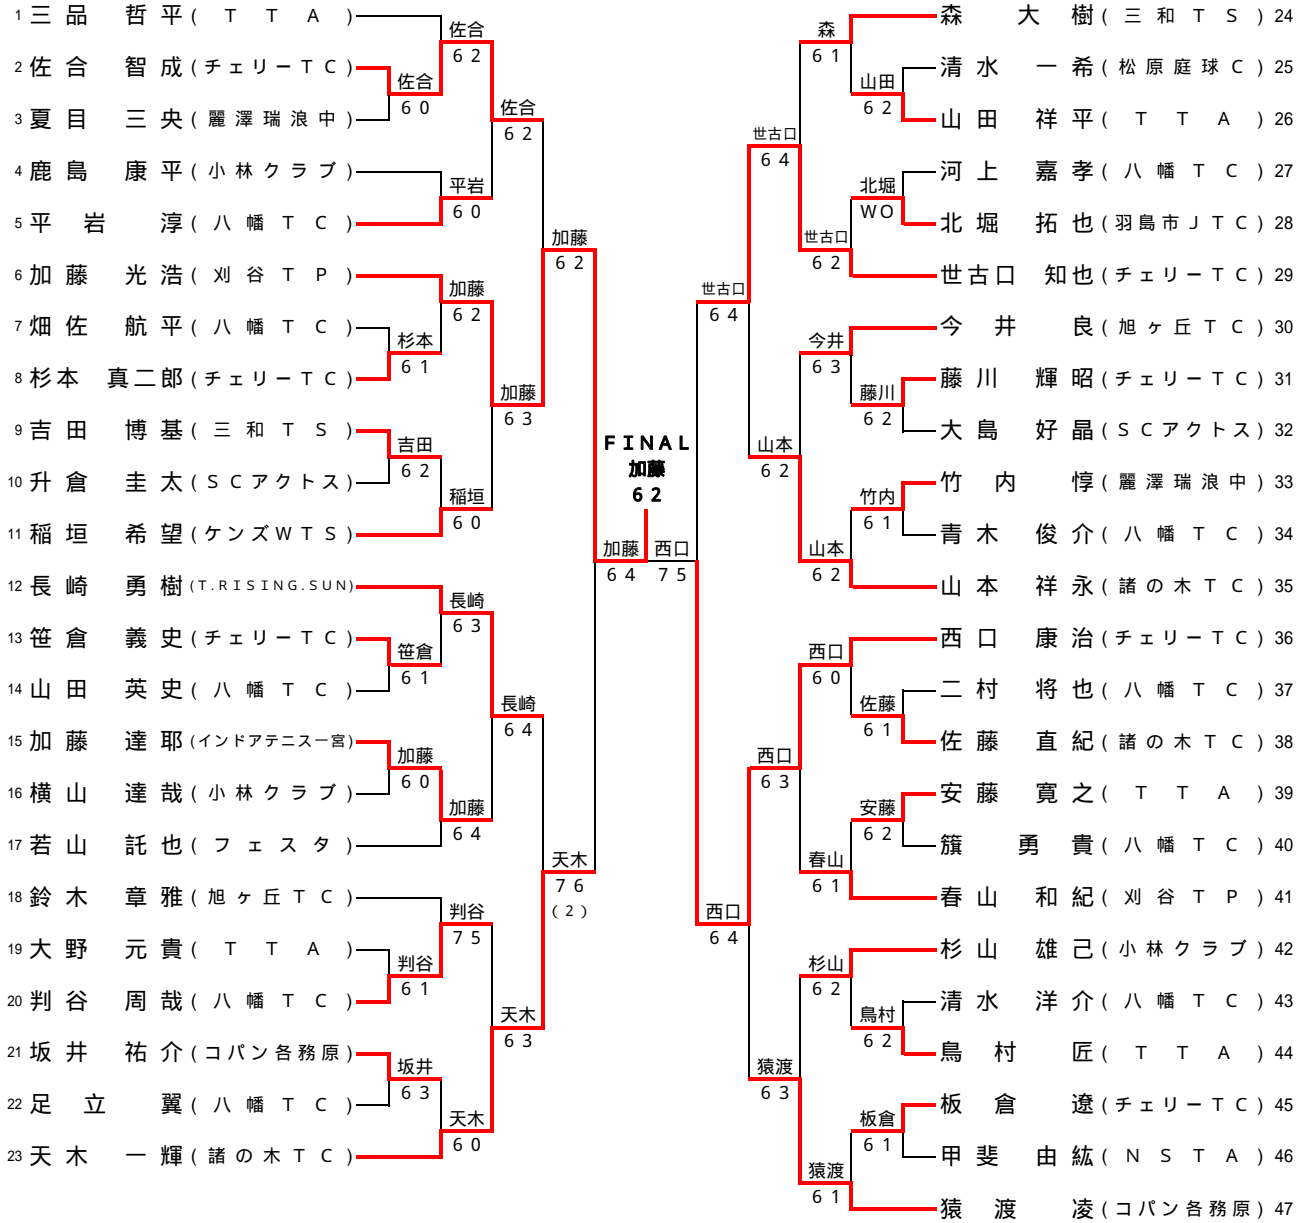 1 三品 哲平 (TTA)
2 佐合 智成 (チェリーTC)
3 夏目 三央 (麗澤瑞浪中)
4 鹿島 康平 (小林クラブ)
5 平岩 淳 (八幡TC)
6 加藤 光浩 (刈谷TP)
7 畑佐 航平 (八幡TC)
8 杉本 真二郎 (チェリーTC)
9 吉田 博基 (三和TS)
10 升倉 圭太 (SCアクトス)
11 稲垣 希望 (ケンズWTS)
12 長崎 勇樹 (T.RISING.SUN)
13 笹倉 義史 (チェリーTC)
14 山田 英史 (八幡TC)
15 加藤 達耶 (インドアテニス一宮)
16 横山 達哉 (小林クラブ)
17 若山 託也 (フェスタ)
18 鈴木 章雅 (旭ヶ丘TC)
19 大野 元貴 (TTA)
20 判谷 周哉 (八幡TC)
21 坂井 祐介 (コパン各務原)
22 足立 翼 (八幡TC)
23 天木 一輝 (諸の木TC)
佐合
60
杉本
61
吉田
62
笹倉
61
加藤
60
判谷
61
坂井
63
佐合
62
平岩
60
加藤
62
稲垣
60
長崎
63
加藤
64
判谷
75
天木
60
佐合
62
加藤
63
長崎
64
天木
63
加藤
62
天木
76
(2)
加藤
64
FINAL
加藤
62
西口
75
世古口
64
西口
64
世古口
64
山本
62
西口
63
猿渡
63
森
61
世古口
62
今井
63
山本
62
西口
60
春山
61
杉山
62
猿渡
61
山田
62
北堀
WO
藤川
62
竹内
61
佐藤
61
安藤
62
鳥村
62
板倉
61
森 大樹 (三和TS) 24
清水 一希 (松原庭球C) 25
山田 祥平 (TTA) 26
河上 嘉孝 (八幡TC) 27
北堀 拓也 (羽島市JTC) 28
世古口 知也 (チェリーTC) 29
今井 良 (旭ヶ丘TC) 30
藤川 輝昭 (チェリーTC) 31
大島 好晶 (SCアクトス) 32
竹内 惇 (麗澤瑞浪中) 33
青木 俊介 (八幡TC) 34
山本 祥永 (諸の木TC) 35
西口 康治 (チェリーTC) 36
二村 将也 (八幡TC) 37
佐藤 直紀 (諸の木TC) 38
安藤 寛之 (TTA) 39
籏 勇貴 (八幡TC) 40
春山 和紀 (刈谷TP) 41
杉山 雄己 (小林クラブ) 42
清水 洋介 (八幡TC) 43
鳥村 匠 (TTA) 44
板倉 遼 (チェリーTC) 45
甲斐 由紘 (NSTA) 46
猿渡 凌 (コパン各務原) 47